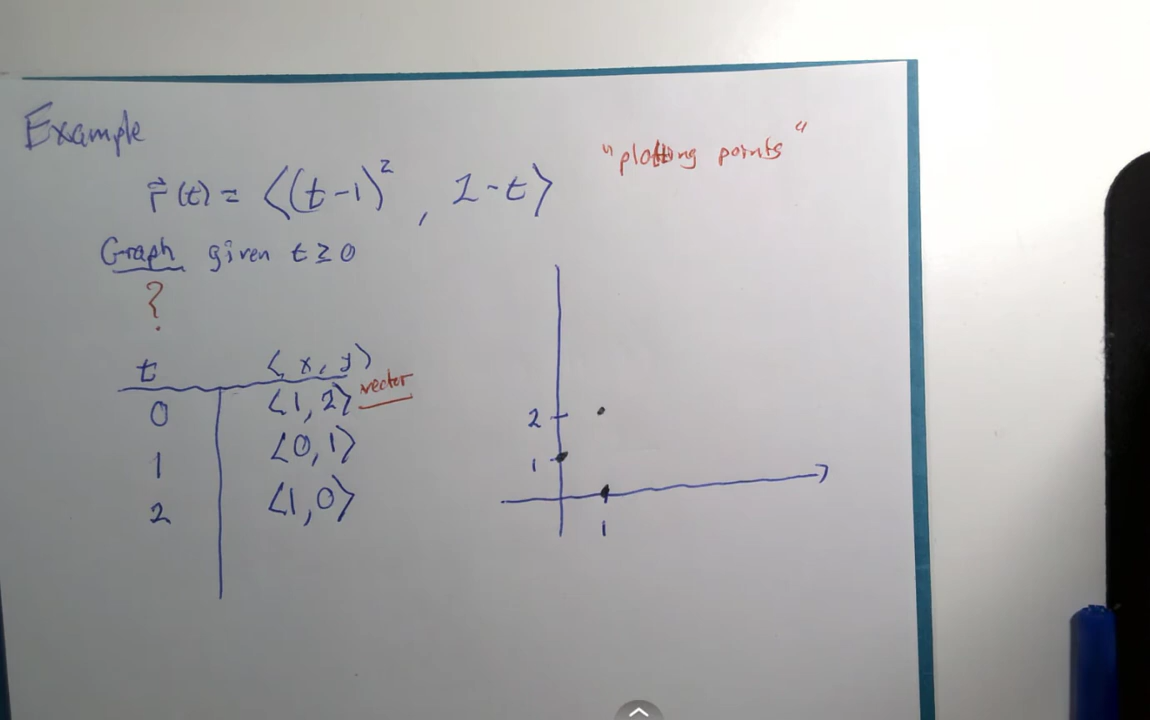 Example
"plotting points"
r⃗(t) = ⟨(t-1)², 2-t⟩
Graph given t ≥ 0
?
t ⟨x, y⟩
0 ⟨1, 2⟩ vector
1 ⟨0, 1⟩
2 ⟨1, 0⟩
2
1
1